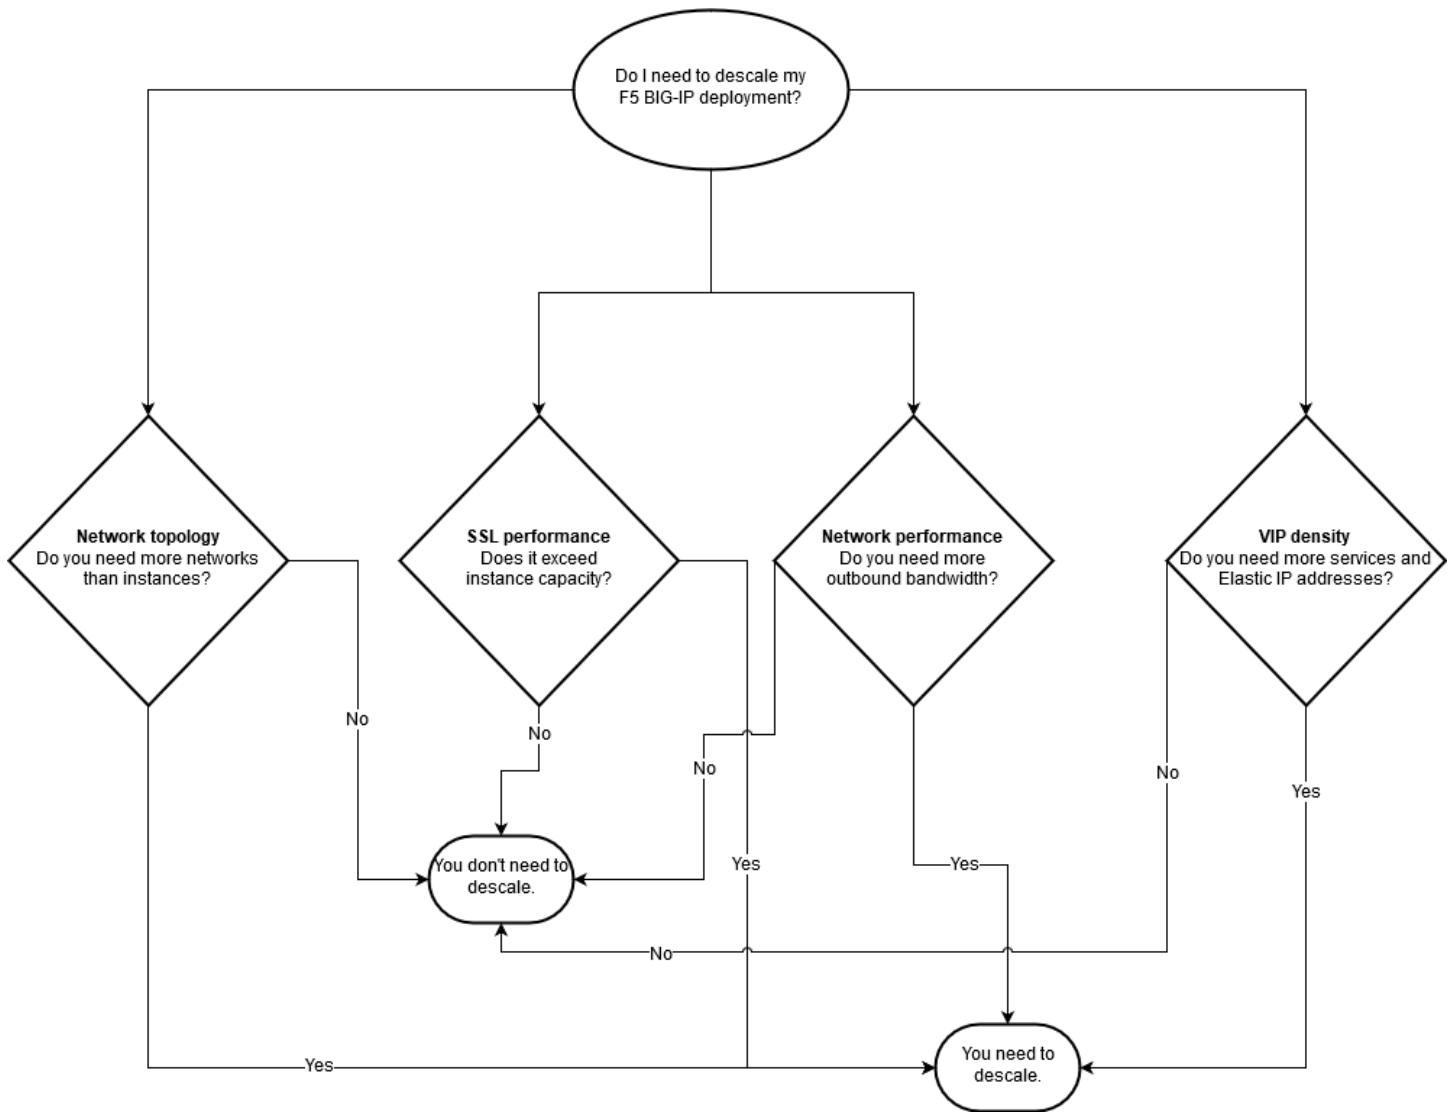 Do I need to descale my
F5 BIG-IP deployment?
Network topology
Do you need more networks
than instances?
SSL performance
Does it exceed
instance capacity?
Network performance
Do you need more
outbound bandwidth?
VIP density
Do you need more services and
Elastic IP addresses?
No
No
No
No
Yes
You don't need to
descale.
Yes
Yes
No
You need to
descale.
Yes